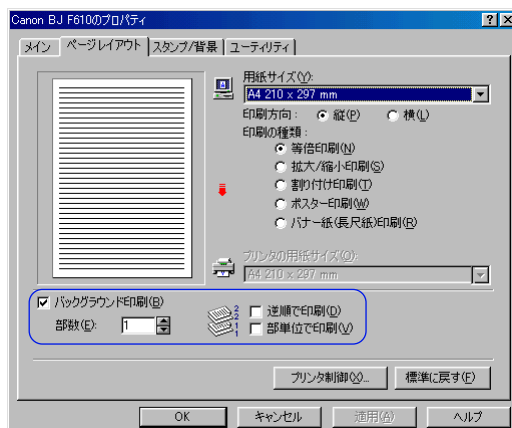 Canon BJ F610のプロパティ
メイン ページレイアウト スタンプ/背景 ユーティリティ
用紙サイズ(Y):
A4 210 x 297 mm
印刷方向: 縦(P) 横(L)
印刷の種類:
等倍印刷(N)
拡大/縮小印刷(S)
割り付け印刷(T)
ポスター印刷(W)
バナー紙(長尺紙)印刷(R)
プリンタの用紙サイズ(O):
A4 210 x 297 mm
バックグラウンド印刷(B)
部数(E): 1
2 2 1 1
逆順で印刷(D)
部単位で印刷(V)
プリンタ制御(X)... 標準に戻す(F)
OK キャンセル 適用(A) ヘルプ